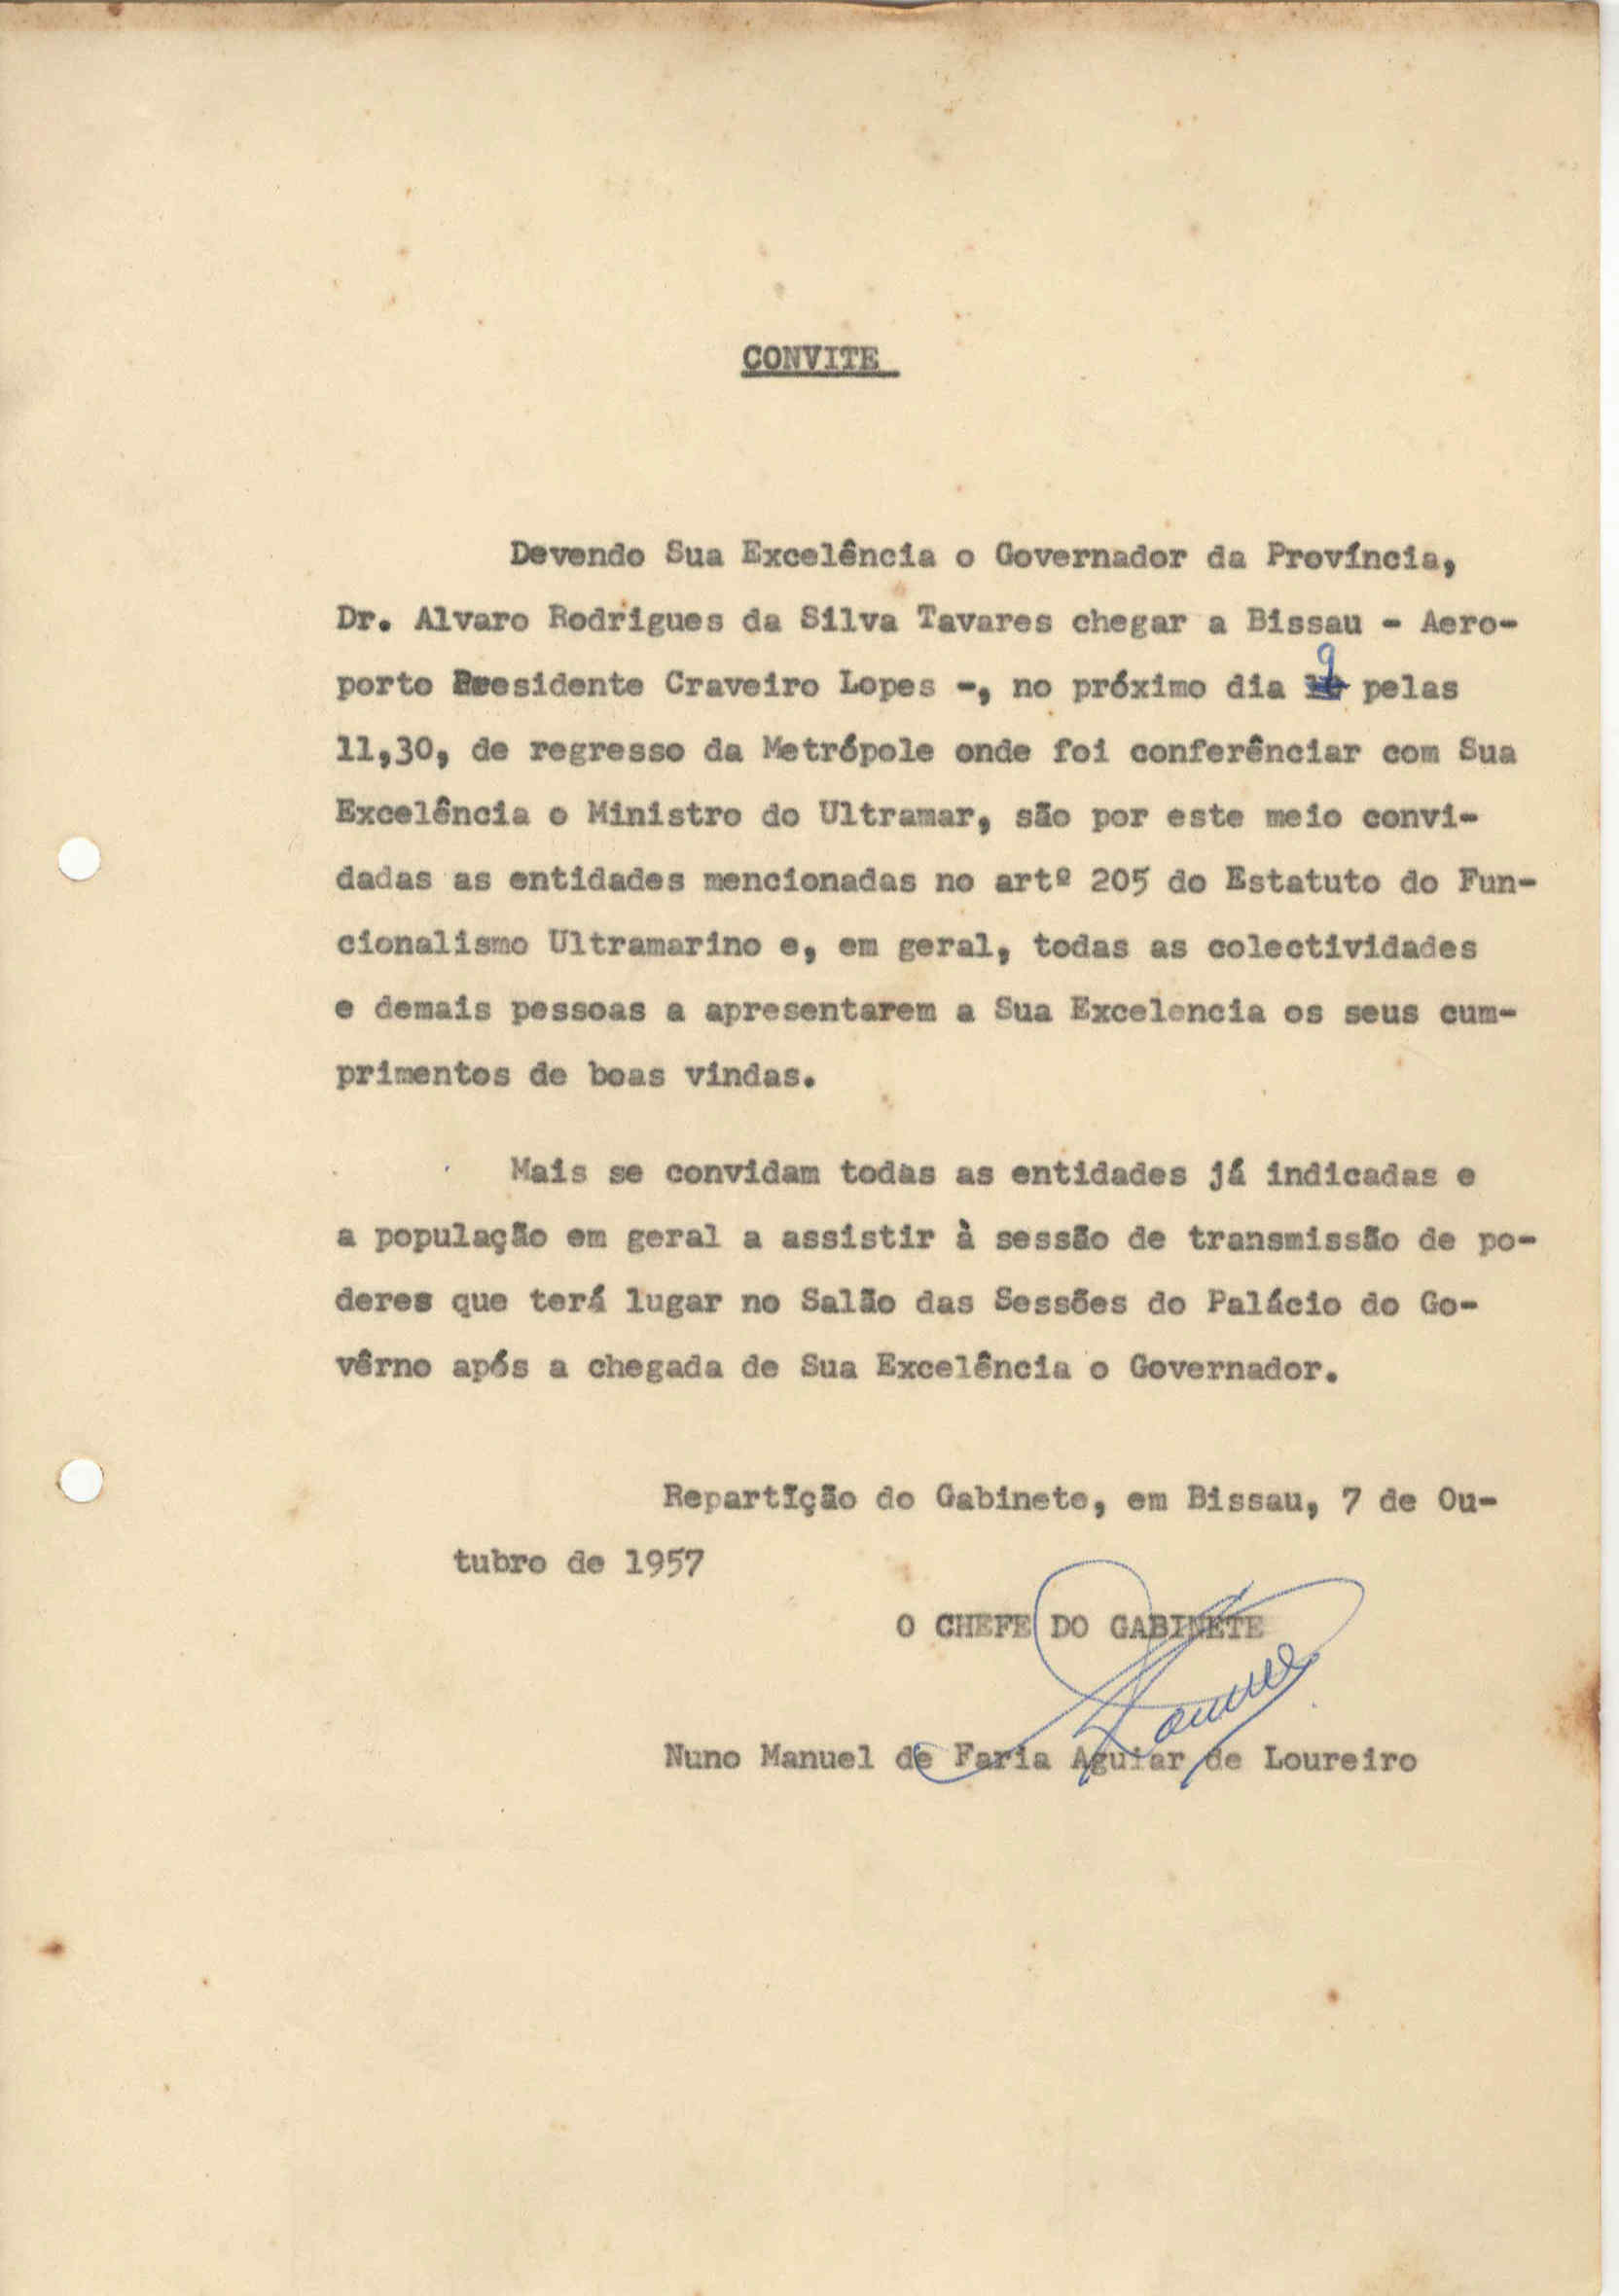 CONVITE
Devendo Sua Excelência o Governador da Província,
Dr. Alvaro Rodrigues da Silva Tavares chegar a Bissau - Aero-
porto Presidente Craveiro Lopes -, no próximo dia 9 pelas
11,30, de regresso da Metrópole onde foi conferênciar com Sua
Excelência o Ministro do Ultramar, são por este meio convi-
dadas as entidades mencionadas no artº 205 do Estatuto do Fun-
cionalismo Ultramarino e, em geral, todas as colectividades
e demais pessoas a apresentarem a Sua Excelencia os seus cum-
primentos de boas vindas.
Mais se convidam todas as entidades já indicadas e
a população em geral a assistir à sessão de transmissão de po-
deres que terá lugar no Salão das Sessões do Palácio do Go-
vêrno após a chegada de Sua Excelência o Governador.
Repartição do Gabinete, em Bissau, 7 de Ou-
tubro de 1957
O CHEFE DO GABINETE
Nuno Manuel de Faria Aguiar de Loureiro